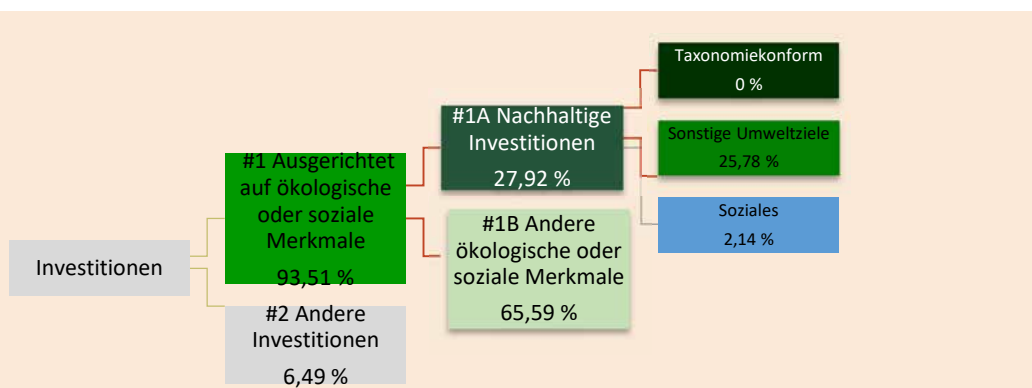 Investitionen
#1 Ausgerichtet
auf ökologische
oder soziale
Merkmale
93,51 %
#2 Andere
Investitionen
6,49 %
#1A Nachhaltige
Investitionen
27,92 %
#1B Andere
ökologische oder
soziale Merkmale
65,59 %
Taxonomiekonform
0 %
Sonstige Umweltziele
25,78 %
Soziales
2,14 %